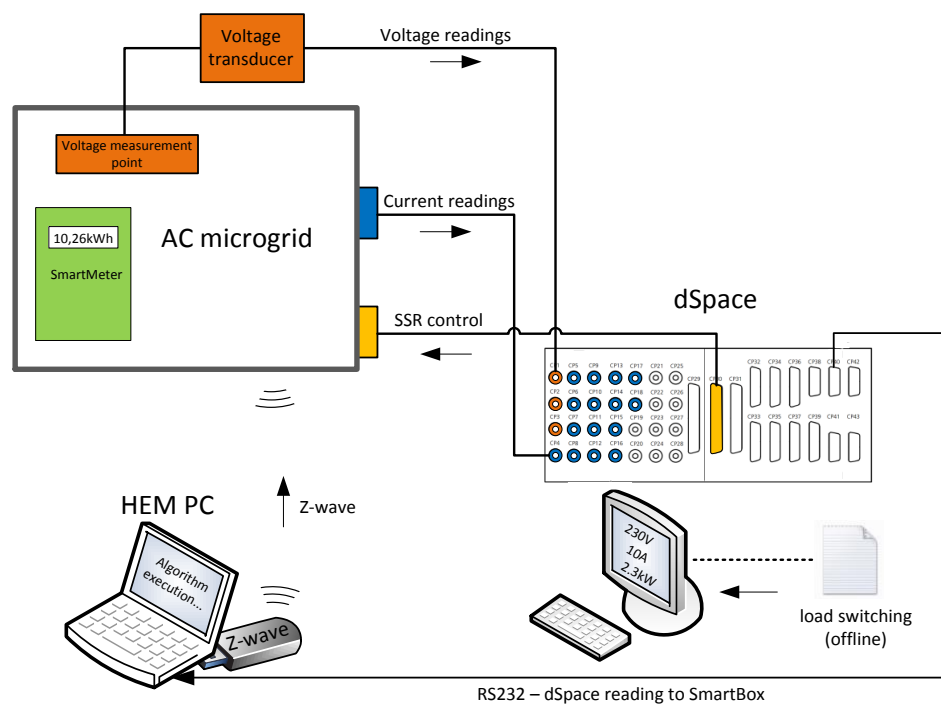 Voltage
transducer
Voltage readings
Voltage measurement
point
Current readings
10,26kWh
SmartMeter
AC microgrid
SSR control
dSpace
CP5 CP9 CP13 CP17 CP21 CP25
CP2 CP6 CP10 CP14 CP18 CP22 CP26
CP3 CP7 CP11 CP15 CP19 CP23 CP27
CP4 CP8 CP12 CP16 CP20 CP24 CP28
CP29 CP31
CP32 CP34 CP36 CP38 CP40 CP42
CP33 CP35 CP37 CP39 CP41 CP43
HEM PC
Z-wave
Algorithm
execution...
Z-wave
230V
10A
2.3kW
load switching
(offline)
RS232 – dSpace reading to SmartBox